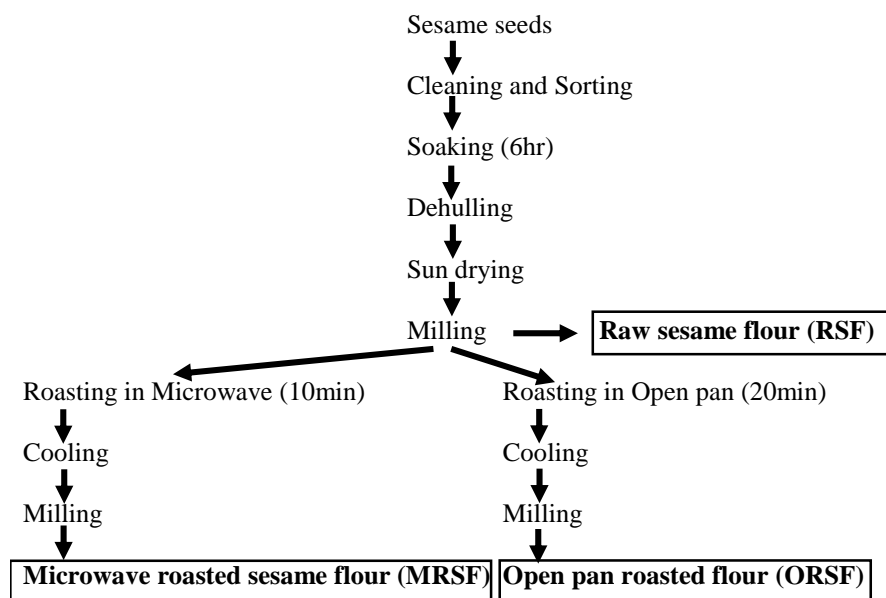 Sesame seeds
Cleaning and Sorting
Soaking (6hr)
Dehulling
Sun drying
Milling
Raw sesame flour (RSF)
Roasting in Microwave (10min)
Roasting in Open pan (20min)
Cooling
Cooling
Milling
Milling
Microwave roasted sesame flour (MRSF)
Open pan roasted flour (ORSF)